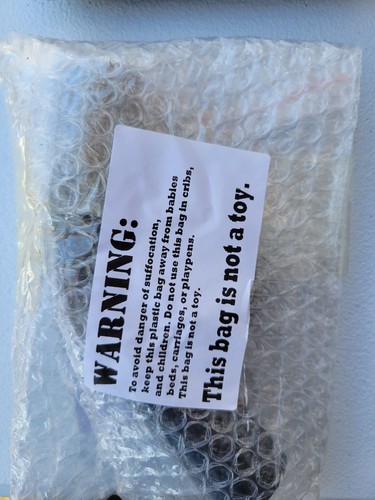 WARNING:
To avoid danger of suffocation,
keep this plastic bag away from babies
and children. Do not use this bag in cribs,
beds, carriages, or playpens.
This bag is not a toy.
This bag is not a toy.